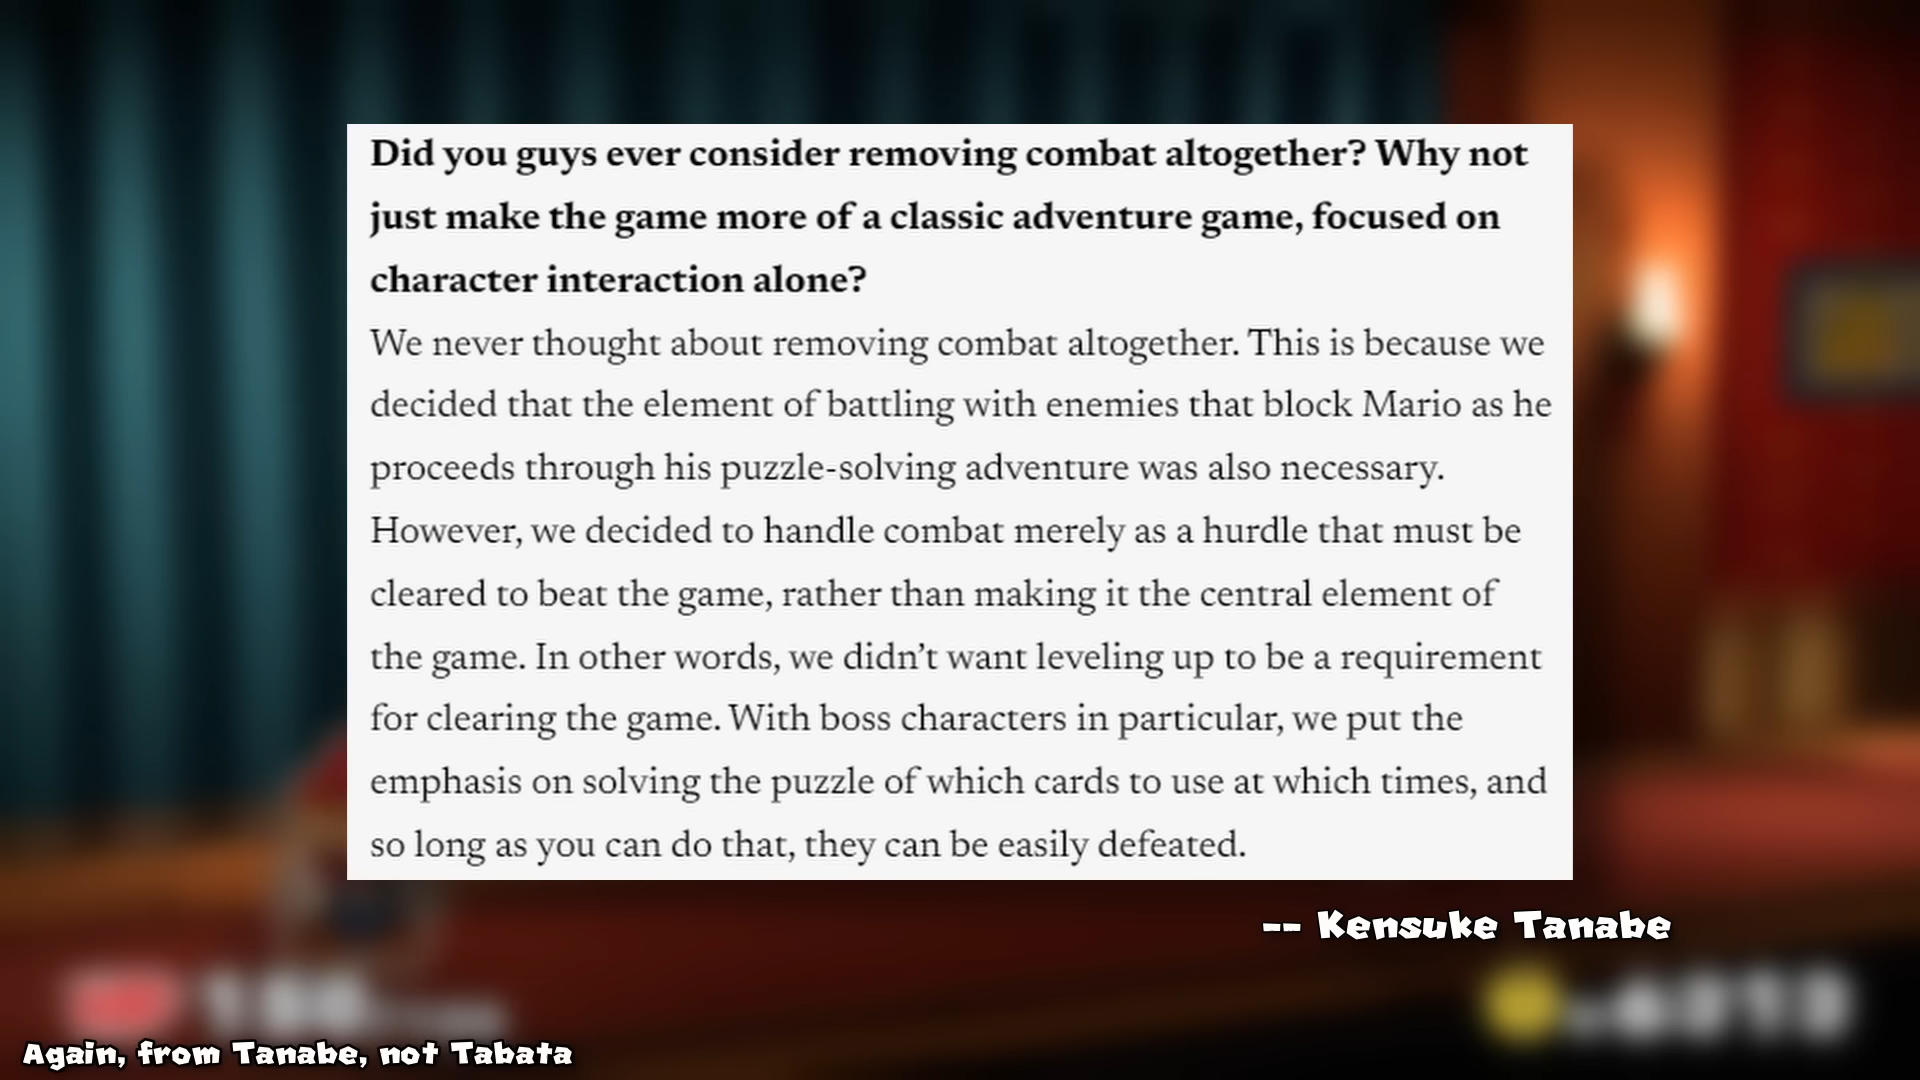 Did you guys ever consider removing combat altogether? Why not
just make the game more of a classic adventure game, focused on
character interaction alone?
We never thought about removing combat altogether. This is because we
decided that the element of battling with enemies that block Mario as he
proceeds through his puzzle-solving adventure was also necessary.
However, we decided to handle combat merely as a hurdle that must be
cleared to beat the game, rather than making it the central element of
the game. In other words, we didn’t want leveling up to be a requirement
for clearing the game. With boss characters in particular, we put the
emphasis on solving the puzzle of which cards to use at which times, and
so long as you can do that, they can be easily defeated.
-- Kensuke Tanabe
Again, from Tanabe, not Tabata